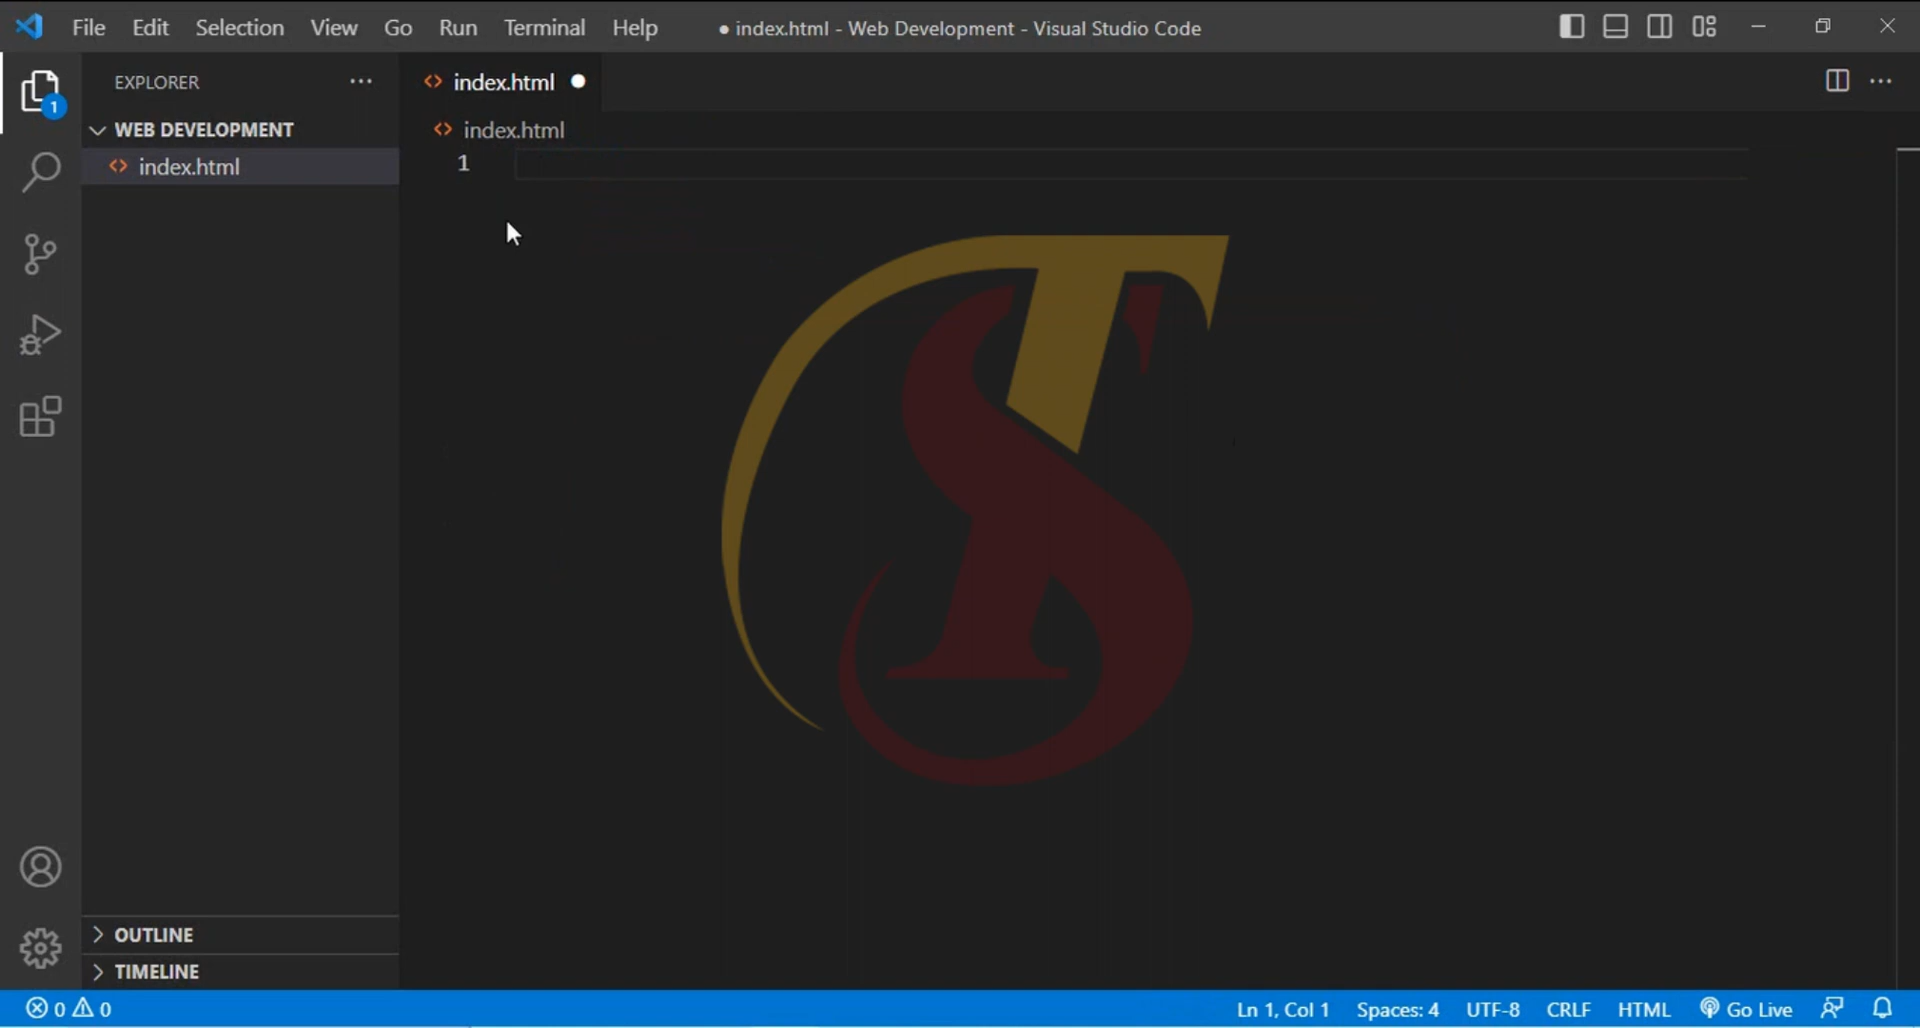 File Edit Selection View Go Run Terminal Help ● index.html - Web Development - Visual Studio Code
EXPLORER ··· index.html
1
WEB DEVELOPMENT index.html
index.html
1
OUTLINE
TIMELINE
0 0 Ln 1, Col 1 Spaces: 4 UTF-8 CRLF HTML Go Live